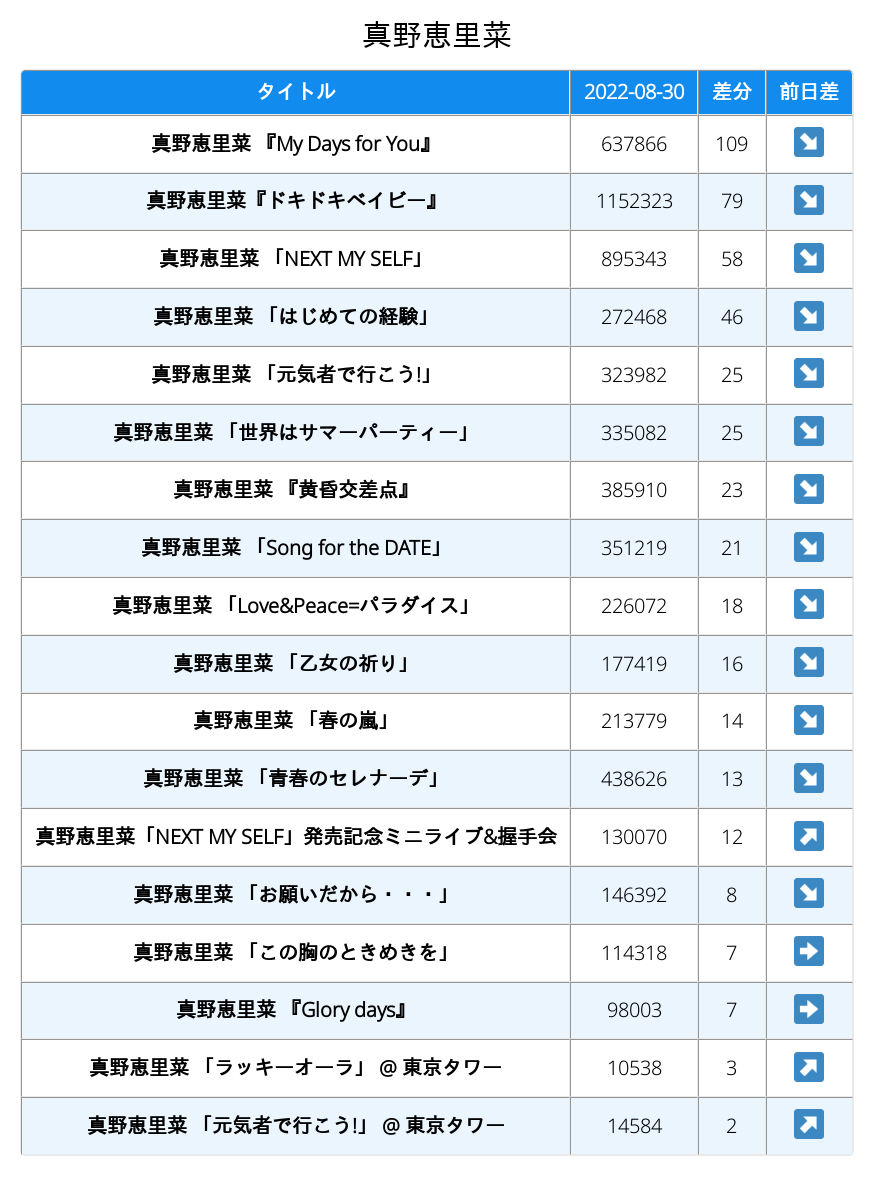 真野恵里菜
タイトル 2022-08-30 差分 前日差
真野恵里菜 『My Days for You』 637866 109 ↘
真野恵里菜『ドキドキベイビー』 1152323 79 ↘
真野恵里菜 「NEXT MY SELF」 895343 58 ↘
真野恵里菜 「はじめての経験」 272468 46 ↘
真野恵里菜 「元気者で行こう!」 323982 25 ↘
真野恵里菜 「世界はサマーパーティー」 335082 25 ↘
真野恵里菜 『黄昏交差点』 385910 23 ↘
真野恵里菜 「Song for the DATE」 351219 21 ↘
真野恵里菜 「Love&Peace=パラダイス」 226072 18 ↘
真野恵里菜 「乙女の祈り」 177419 16 ↘
真野恵里菜 「春の嵐」 213779 14 ↘
真野恵里菜 「青春のセレナーデ」 438626 13 ↘
真野恵里菜「NEXT MY SELF」発売記念ミニライブ&握手会 130070 12 ↗
真野恵里菜 「お願いだから・・・」 146392 8 ↘
真野恵里菜 「この胸のときめきを」 114318 7 ➡
真野恵里菜 『Glory days』 98003 7 ➡
真野恵里菜 「ラッキーオーラ」 @ 東京タワー 10538 3 ↗
真野恵里菜 「元気者で行こう!」 @ 東京タワー 14584 2 ↗